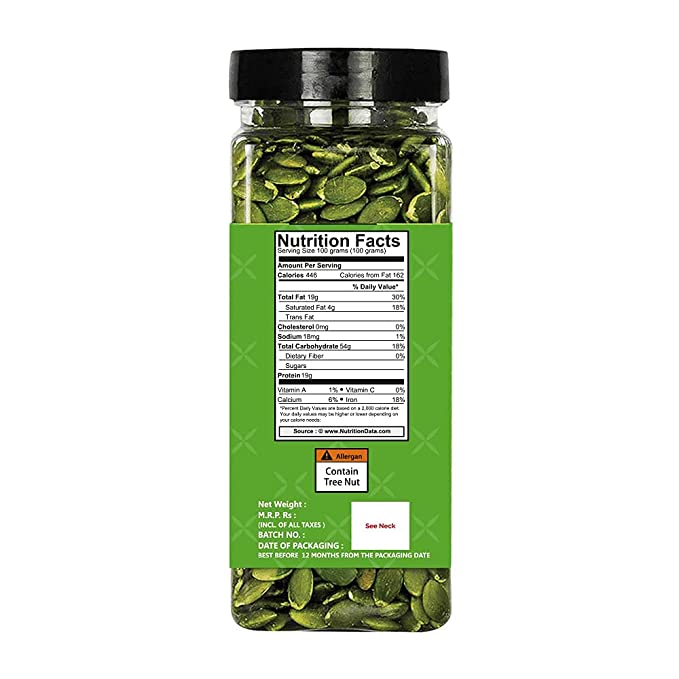 Nutrition Facts
Serving Size 100 grams (100 grams)
Amount Per Serving
Calories 446 Calories from Fat 162
% Daily Value*
Total Fat 19g 30%
Saturated Fat 4g 18%
Trans Fat
Cholesterol 0mg 0%
Sodium 18mg 1%
Total Carbohydrate 54g 18%
Dietary Fiber 0%
Sugars
Protein 19g
Vitamin A 1% • Vitamin C 0%
Calcium 6% • Iron 18%
*Percent Daily Values are based on a 2,000 calorie diet.
Your daily values may be higher or lower depending on
your calorie needs:
Source : © www.NutritionData.com
Allergan
Contain
Tree Nut
Net Weight :
M.R.P. Rs :
(INCL. OF ALL TAXES )
BATCH NO. :
DATE OF PACKAGING :
See Neck
BEST BEFORE 12 MONTHS FROM THE PACKAGING DATE